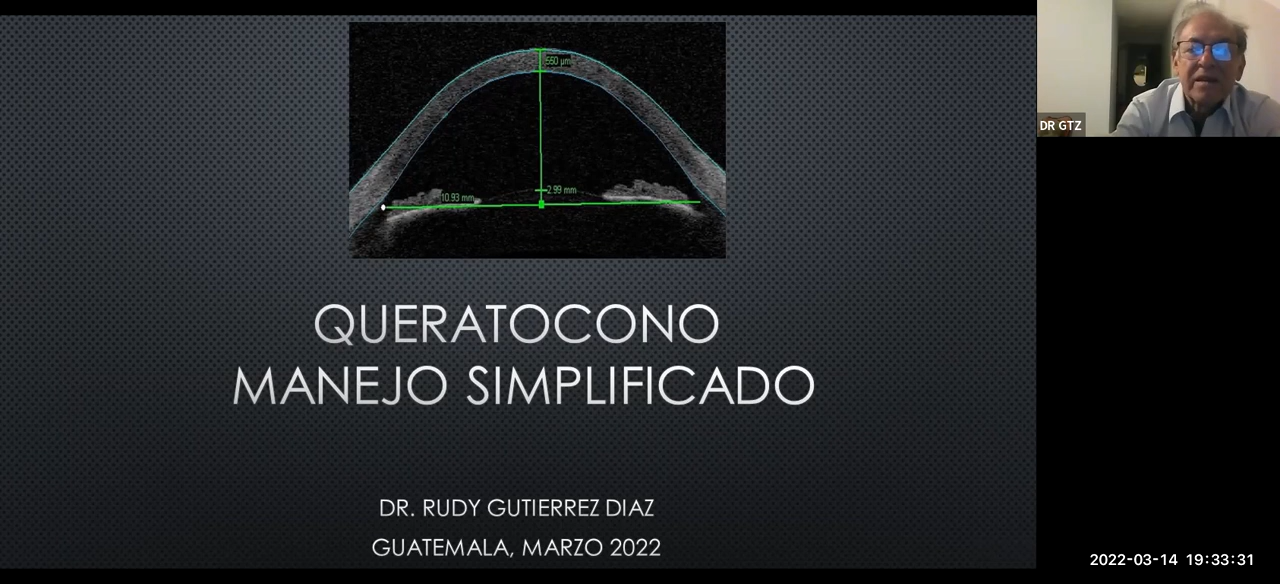 550 µm
10.93 mm
2.99 mm
QUERATOCONO
MANEJO SIMPLIFICADO
DR. RUDY GUTIERREZ DIAZ
GUATEMALA, MARZO 2022
DR GTZ
2022-03-14 19:33:31